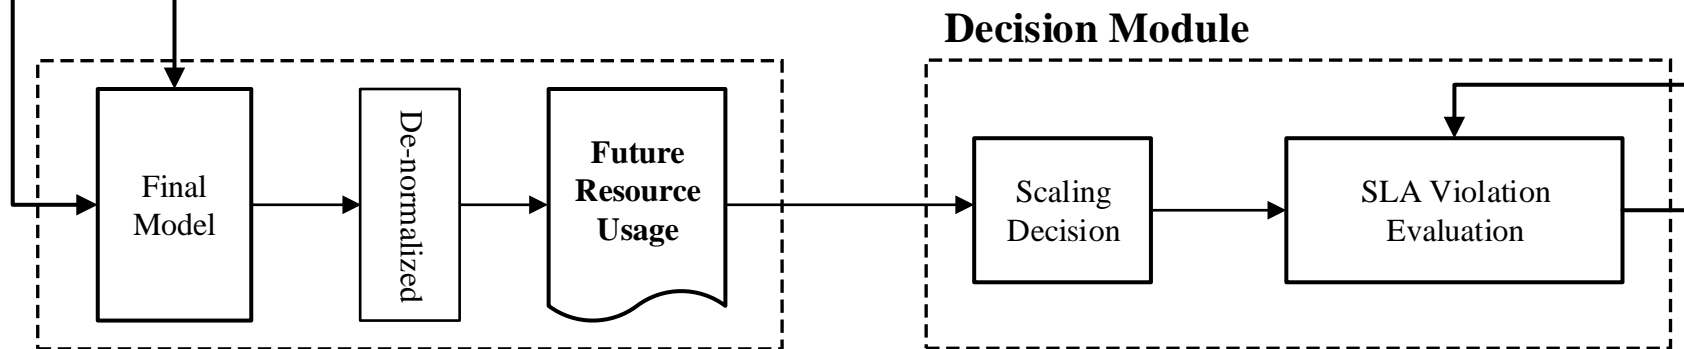 Decision Module
Final
Model
De-normalized
Future
Resource
Usage
Scaling
Decision
SLA Violation
Evaluation